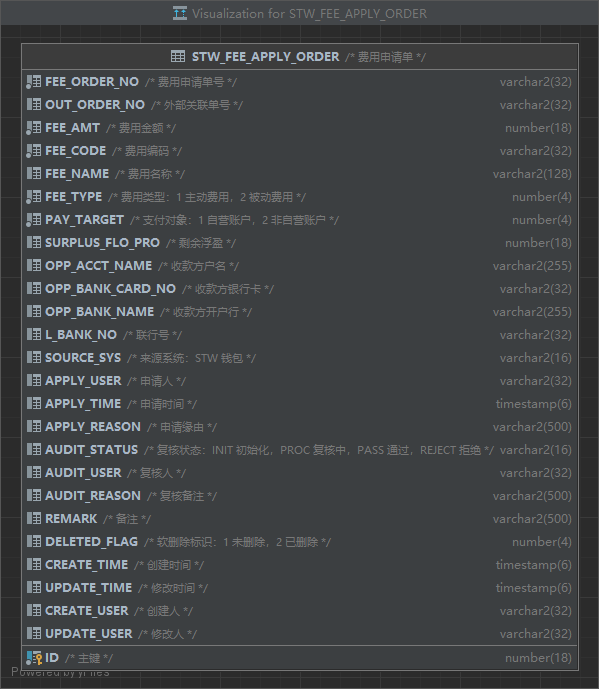 Visualization for STW_FEE_APPLY_ORDER
STW_FEE_APPLY_ORDER /* 费用申请单 */
FEE_ORDER_NO /* 费用申请单号 */ varchar2(32)
OUT_ORDER_NO /* 外部关联单号 */ varchar2(32)
FEE_AMT /* 费用金额 */ number(18)
FEE_CODE /* 费用编码 */ varchar2(32)
FEE_NAME /* 费用名称 */ varchar2(128)
FEE_TYPE /* 费用类型：1 主动费用，2 被动费用 */ number(4)
PAY_TARGET /* 支付对象：1 自营账户，2 非自营账户 */ number(4)
SURPLUS_FLO_PRO /* 剩余浮盈 */ number(18)
OPP_ACCT_NAME /* 收款方户名 */ varchar2(255)
OPP_BANK_CARD_NO /* 收款方银行卡 */ varchar2(32)
OPP_BANK_NAME /* 收款方开户行 */ varchar2(255)
L_BANK_NO /* 联行号 */ varchar2(32)
SOURCE_SYS /* 来源系统：STW 钱包 */ varchar2(16)
APPLY_USER /* 申请人 */ varchar2(32)
APPLY_TIME /* 申请时间 */ timestamp(6)
APPLY_REASON /* 申请缘由 */ varchar2(500)
AUDIT_STATUS /* 复核状态：INIT 初始化，PROC 复核中，PASS 通过，REJECT 拒绝 */ varchar2(16)
AUDIT_USER /* 复核人 */ varchar2(32)
AUDIT_REASON /* 复核备注 */ varchar2(500)
REMARK /* 备注 */ varchar2(500)
DELETED_FLAG /* 软删除标识：1 未删除，2 已删除 */ number(4)
CREATE_TIME /* 创建时间 */ timestamp(6)
UPDATE_TIME /* 修改时间 */ timestamp(6)
CREATE_USER /* 创建人 */ varchar2(32)
UPDATE_USER /* 修改人 */ varchar2(32)
ID /* 主键 */ number(18)
Powered by yFiles